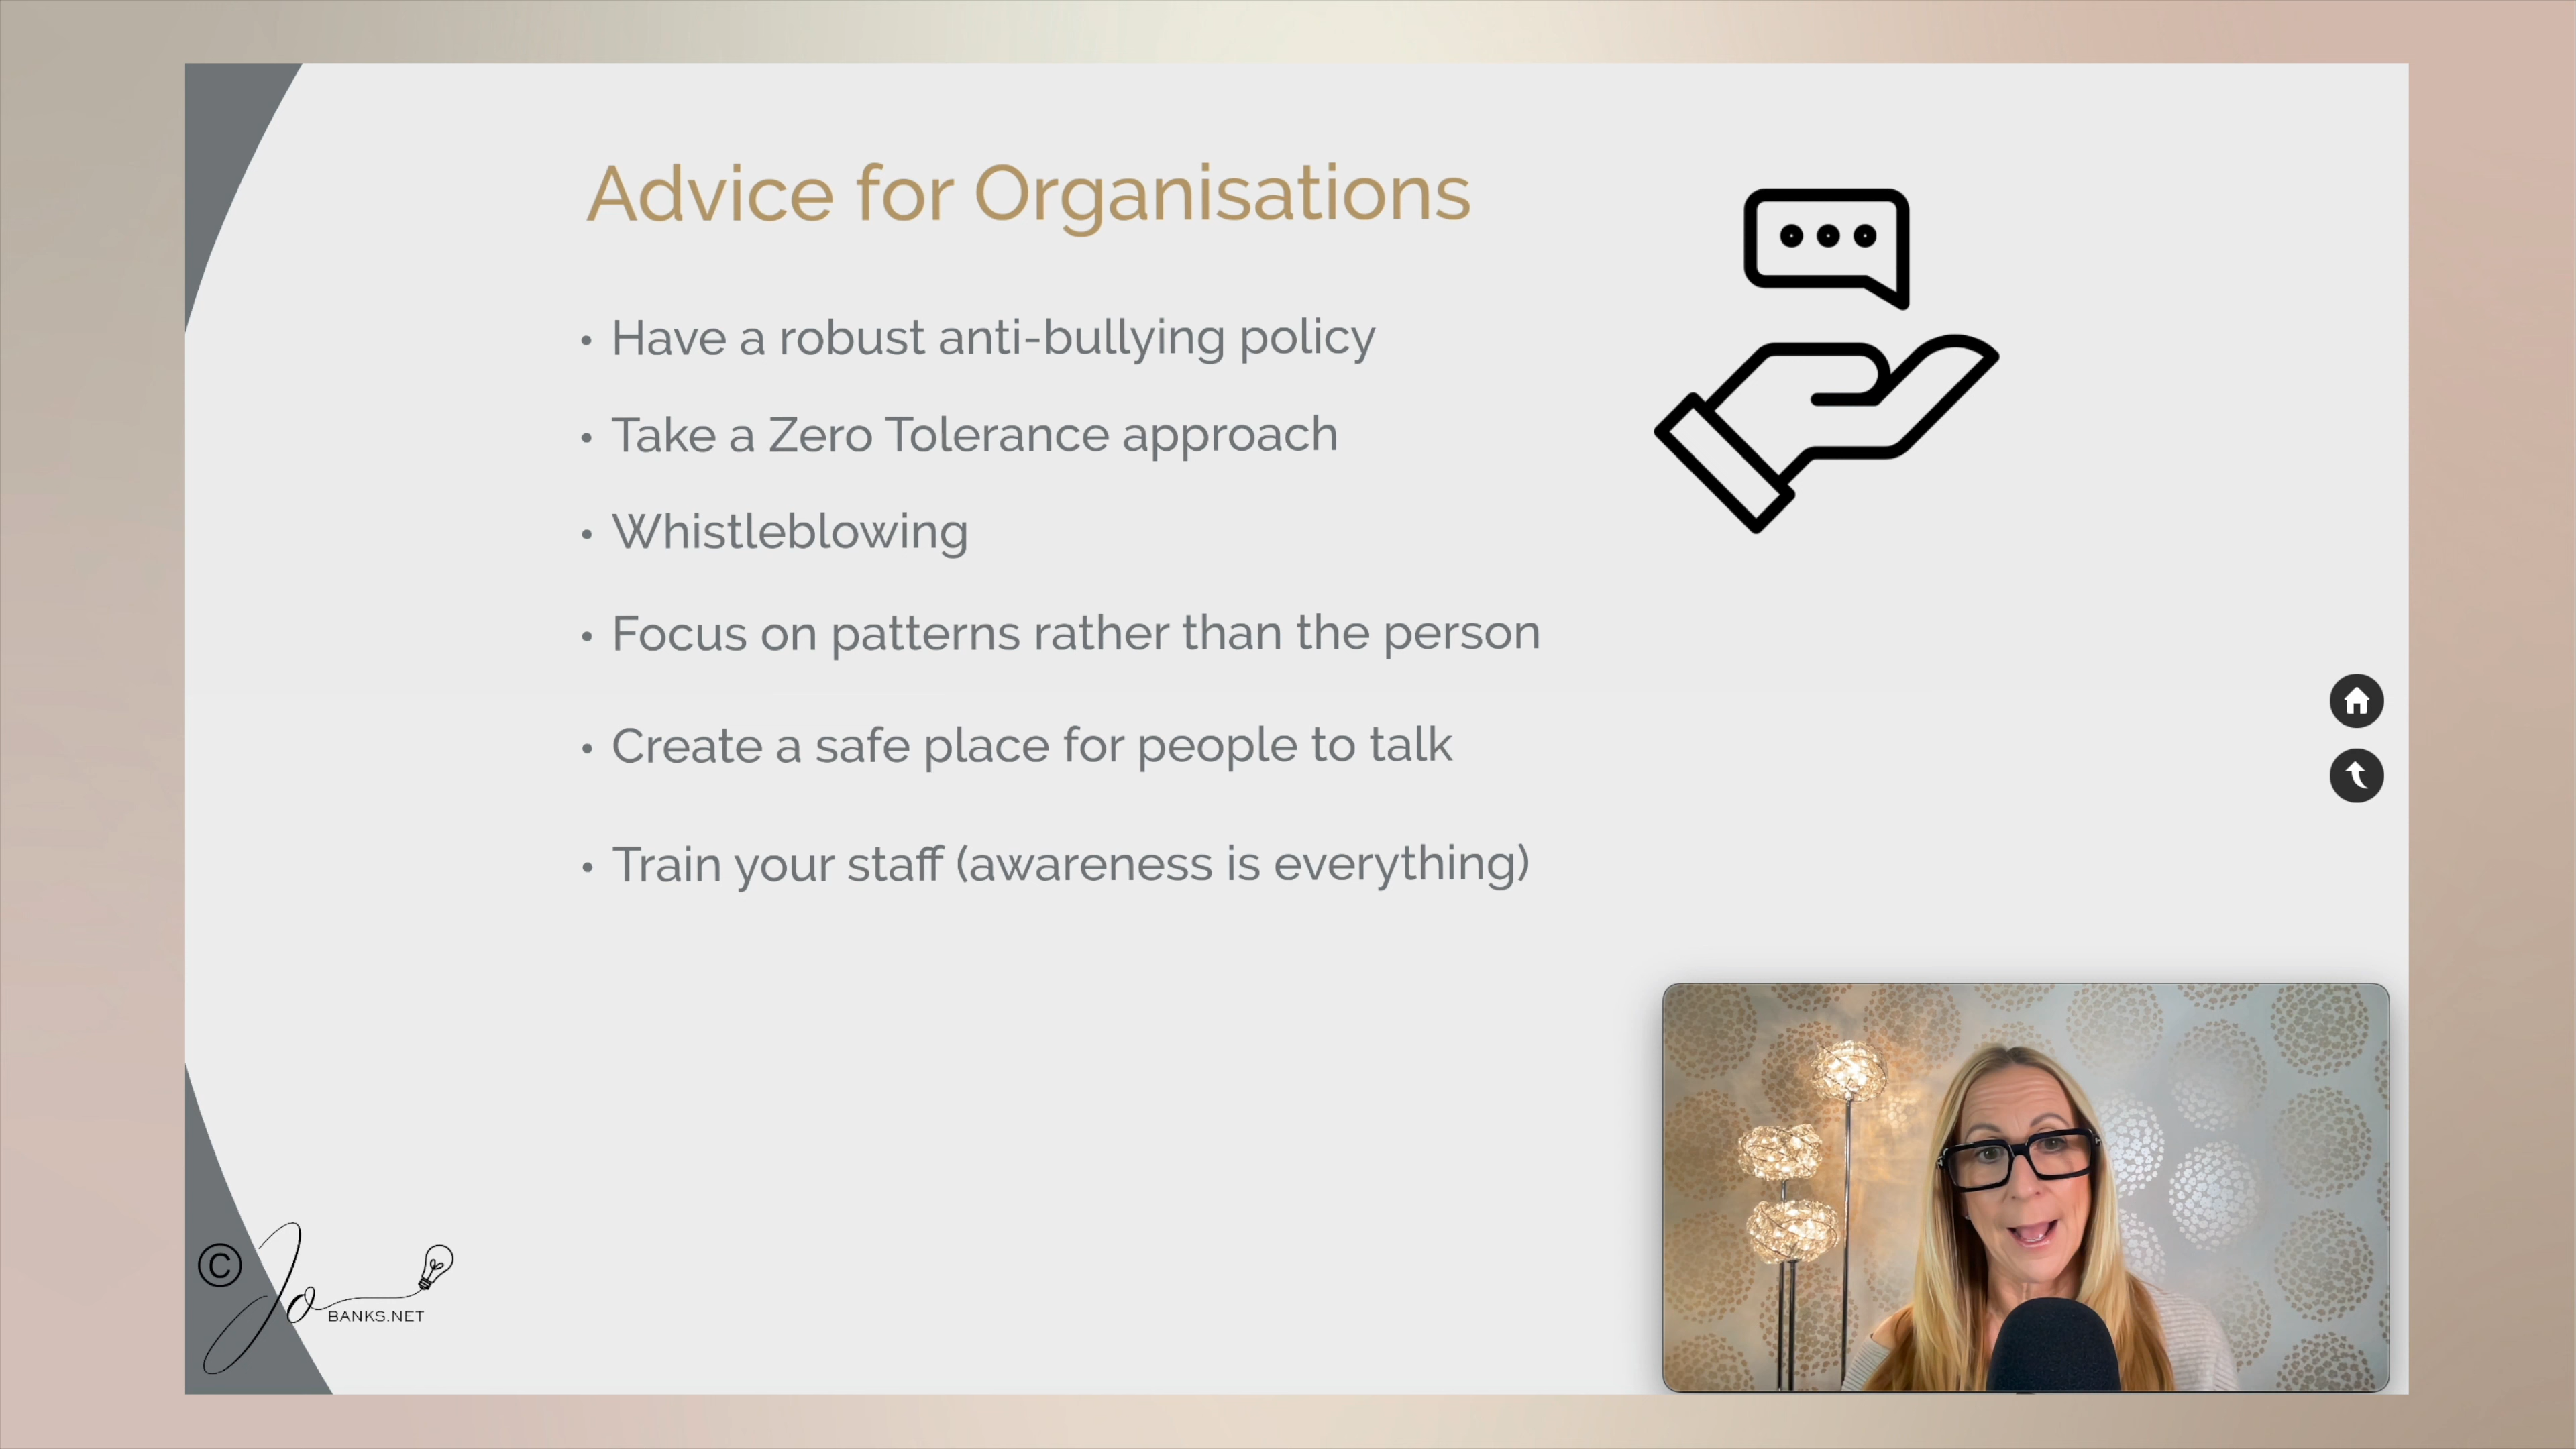 Advice for Organisations
• Have a robust anti-bullying policy
• Take a Zero Tolerance approach
• Whistleblowing
• Focus on patterns rather than the person
• Create a safe place for people to talk
• Train your staff (awareness is everything)
© Jo
BANKS.NET